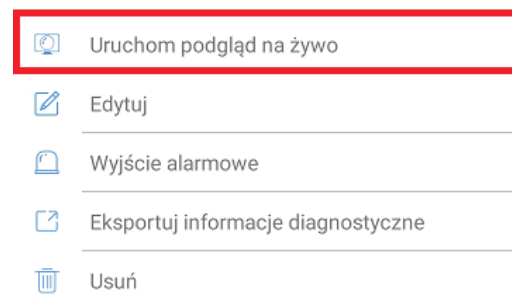 Uruchom podgląd na żywo
Edytuj
Wyjście alarmowe
Eksportuj informacje diagnostyczne
Usuń